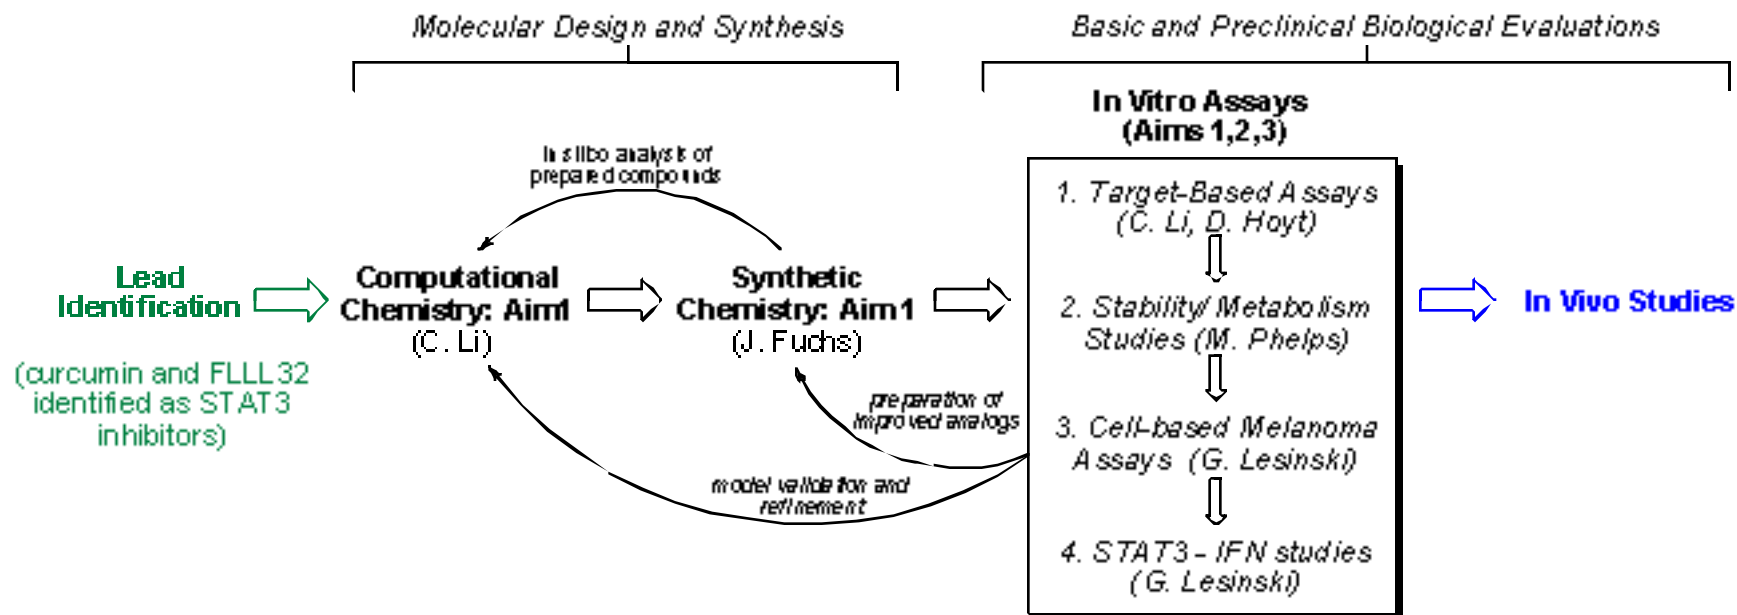 Molecular Design and Synthesis
Basic and Preclinical Biological Evaluations
In Vitro Assays
(Aims 1,2,3)
In silico analysis of
prepared compounds
1. Target-Based Assays
(C. Li, D. Hoyt)
Lead
Identification
Computational
Chemistry: Aim1
(C. Li)
Synthetic
Chemistry: Aim 1
(J. Fuchs)
2. Stability/Metabolism
Studies (M. Phelps)
In Vivo Studies
(curcumin and FLLL32
identified as STAT3
inhibitors)
preparation of
improved analogs
3. Cell-based Melanoma
Assays (G. Lesinski)
model validation and
refinement
4. STAT3 - IFN studies
(G. Lesinski)